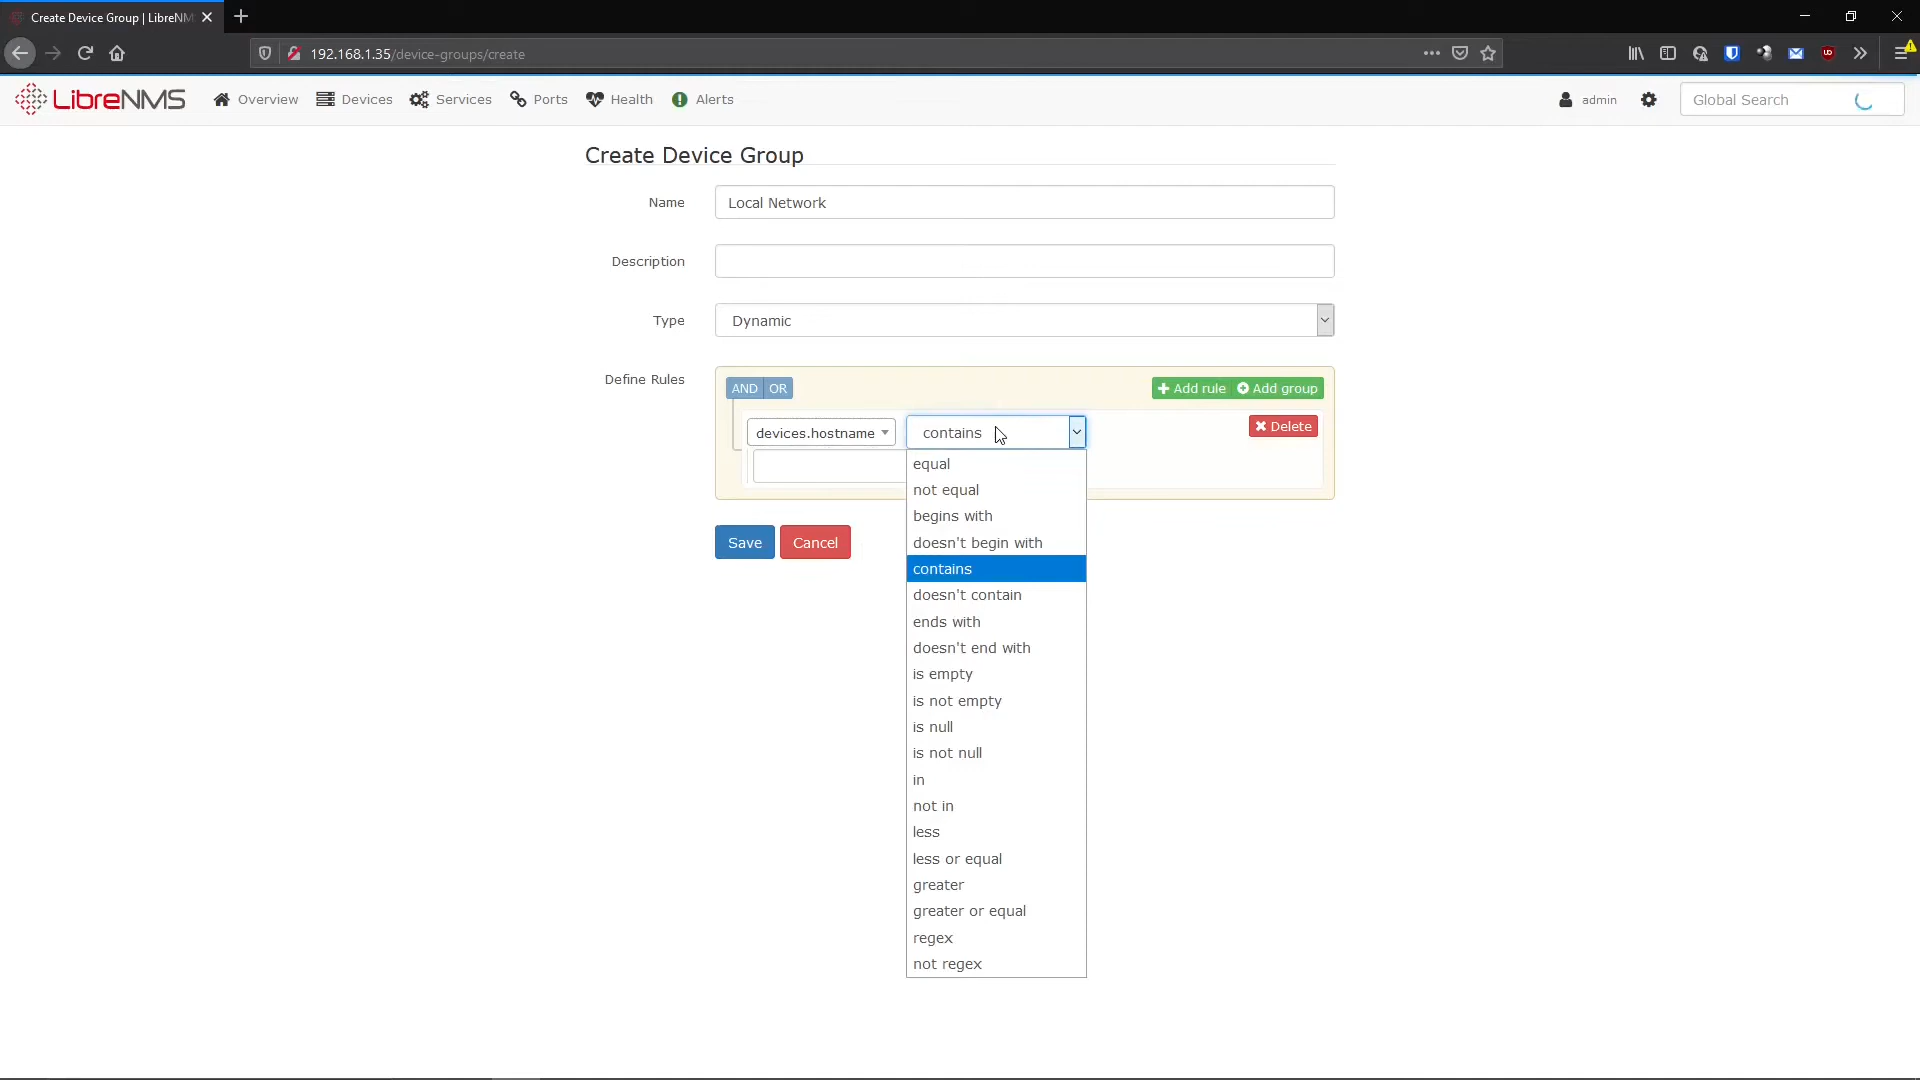 Create Device Group | LibreNM
192.168.1.35/device-groups/create
LibreNMS Overview Devices Services Ports Health Alerts admin Global Search
Create Device Group
Name Local Network
Description
Type Dynamic
Define Rules AND OR Add rule Add group
devices.hostname contains Delete
equal
not equal
begins with
doesn't begin with
Save Cancel
contains
doesn't contain
ends with
doesn't end with
is empty
is not empty
is null
is not null
in
not in
less
less or equal
greater
greater or equal
regex
not regex